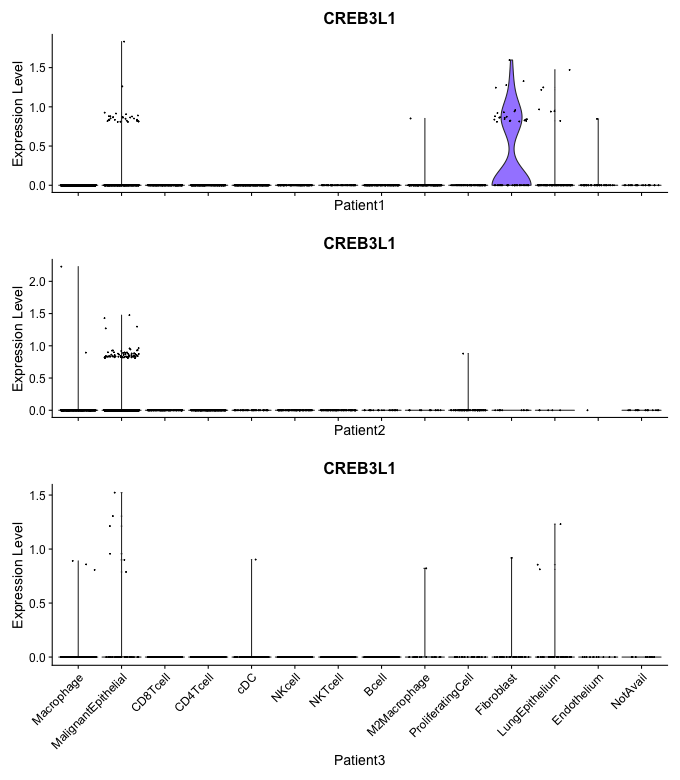 CREB3L1
Expression Level
1.5
1.0
0.5
0.0
Patient1
CREB3L1
Expression Level
2.0
1.5
1.0
0.5
0.0
Patient2
CREB3L1
Expression Level
1.5
1.0
0.5
0.0
Macrophage
MalignantEpithelial
CD8Tcell
CD4Tcell
cDC
NKcell
NKTcell
Bcell
M2Macrophage
ProliferatingCell
Fibroblast
LungEpithelium
Endothelium
NotAvail
Patient3